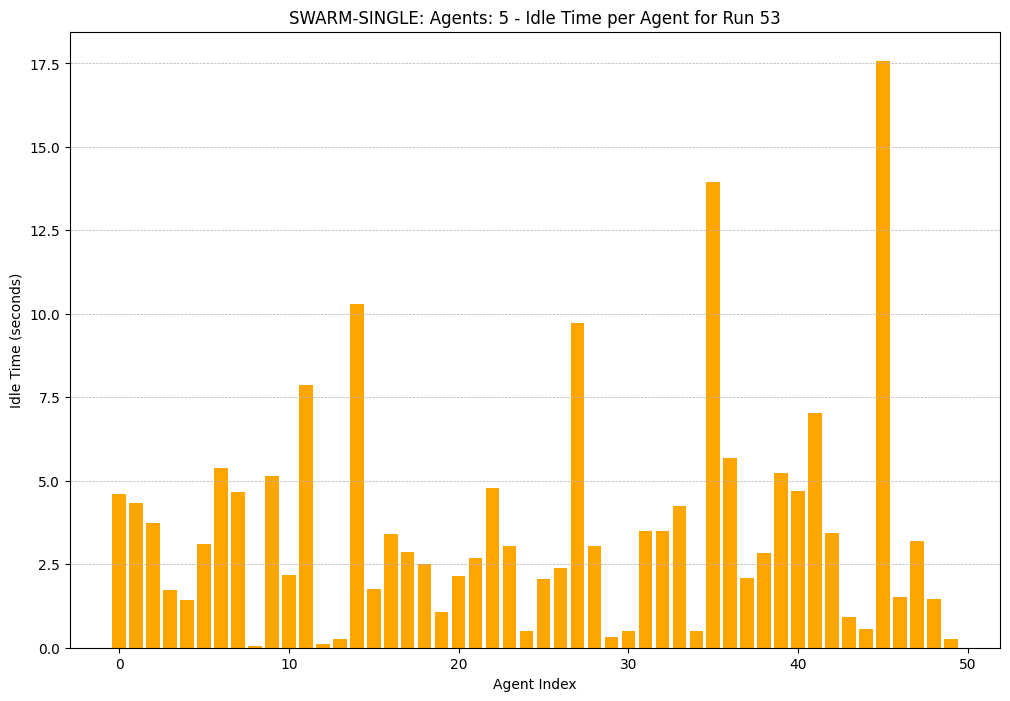 SWARM-SINGLE: Agents: 5 - Idle Time per Agent for Run 53
Idle Time (seconds)
17.5
15.0
12.5
10.0
7.5
5.0
2.5
0.0
0 10 20 30 40 50
Agent Index